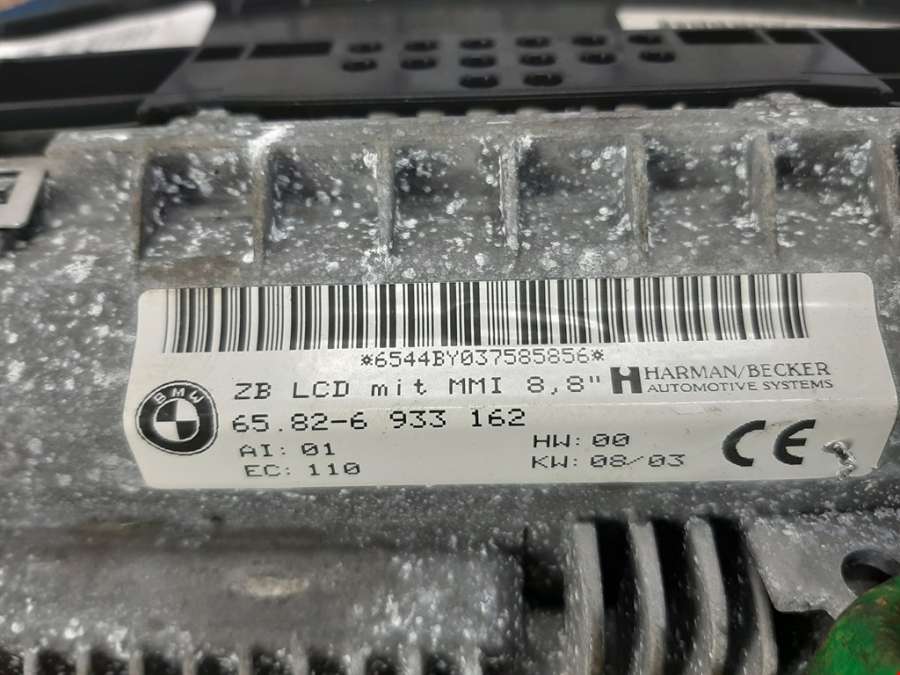 *6544BY037585856*
ZB LCD mit MMI 8,8" HARMAN/BECKER
AUTOMOTIVE SYSTEMS
BMW
65.82-6 933 162
AI: 01 HW: 00
EC: 110 KW: 08/03
CE